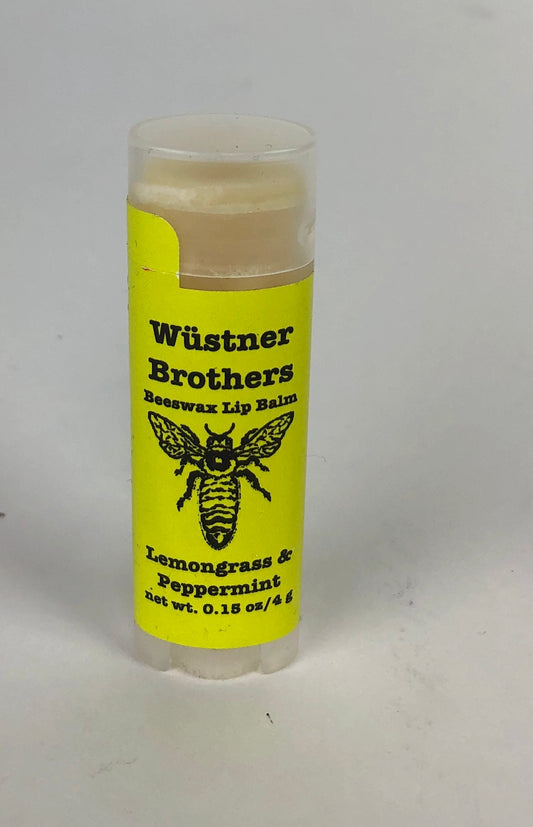 Wüstner
Brothers
Beeswax Lip Balm
Lemongrass &
Peppermint
net wt. 0.15 oz/4 g